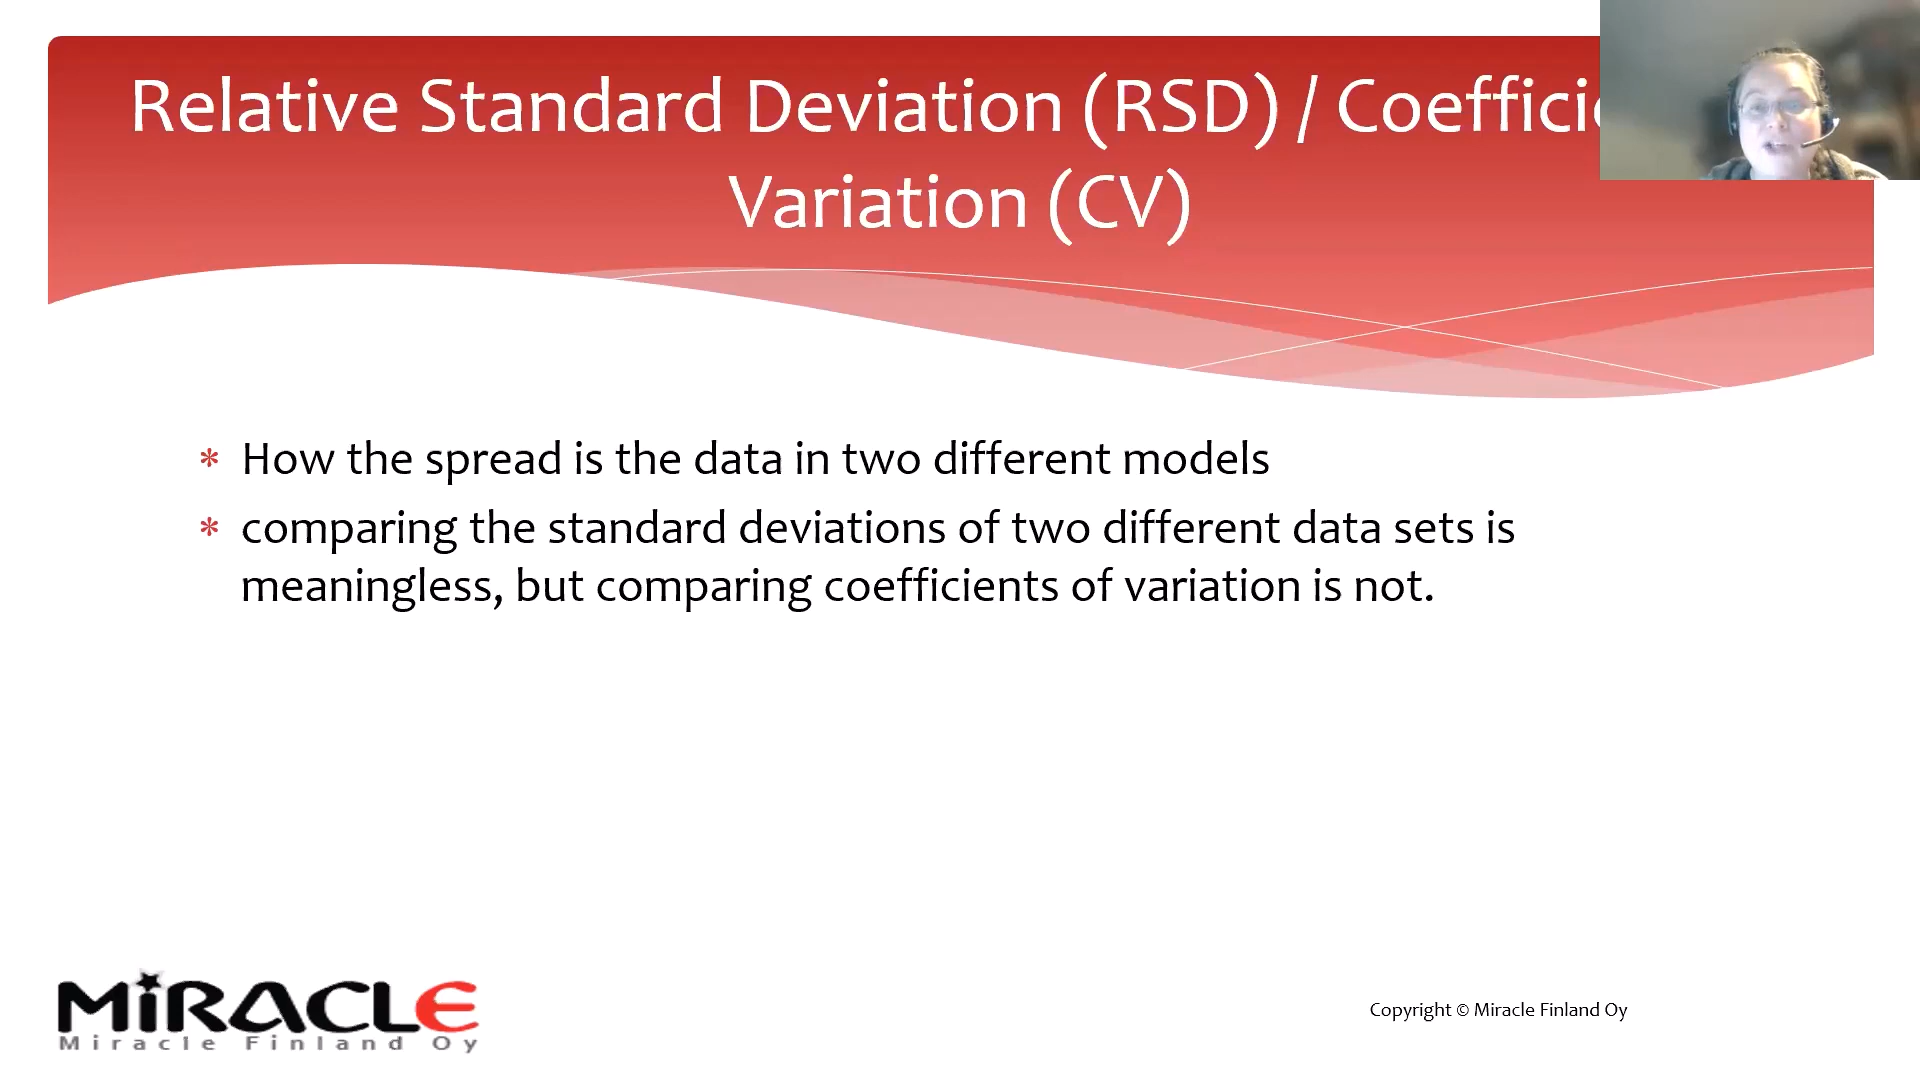 Relative Standard Deviation (RSD) / Coeffici
Variation (CV)
* How the spread is the data in two different models
* comparing the standard deviations of two different data sets is
meaningless, but comparing coefficients of variation is not.
MiRACLE
Miracle Finland Oy
Copyright © Miracle Finland Oy